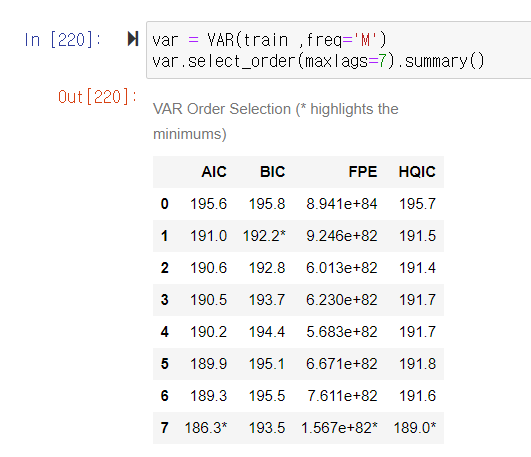 In [220]:
var = VAR(train ,freq='M')
var.select_order(maxlags=7).summary()
Out[220]:
VAR Order Selection (* highlights the
minimums)
AIC BIC FPE HQIC
0 195.6 195.8 8.941e+84 195.7
1 191.0 192.2* 9.246e+82 191.5
2 190.6 192.8 6.013e+82 191.4
3 190.5 193.7 6.230e+82 191.7
4 190.2 194.4 5.683e+82 191.7
5 189.9 195.1 6.671e+82 191.8
6 189.3 195.5 7.611e+82 191.6
7 186.3* 193.5 1.567e+82* 189.0*